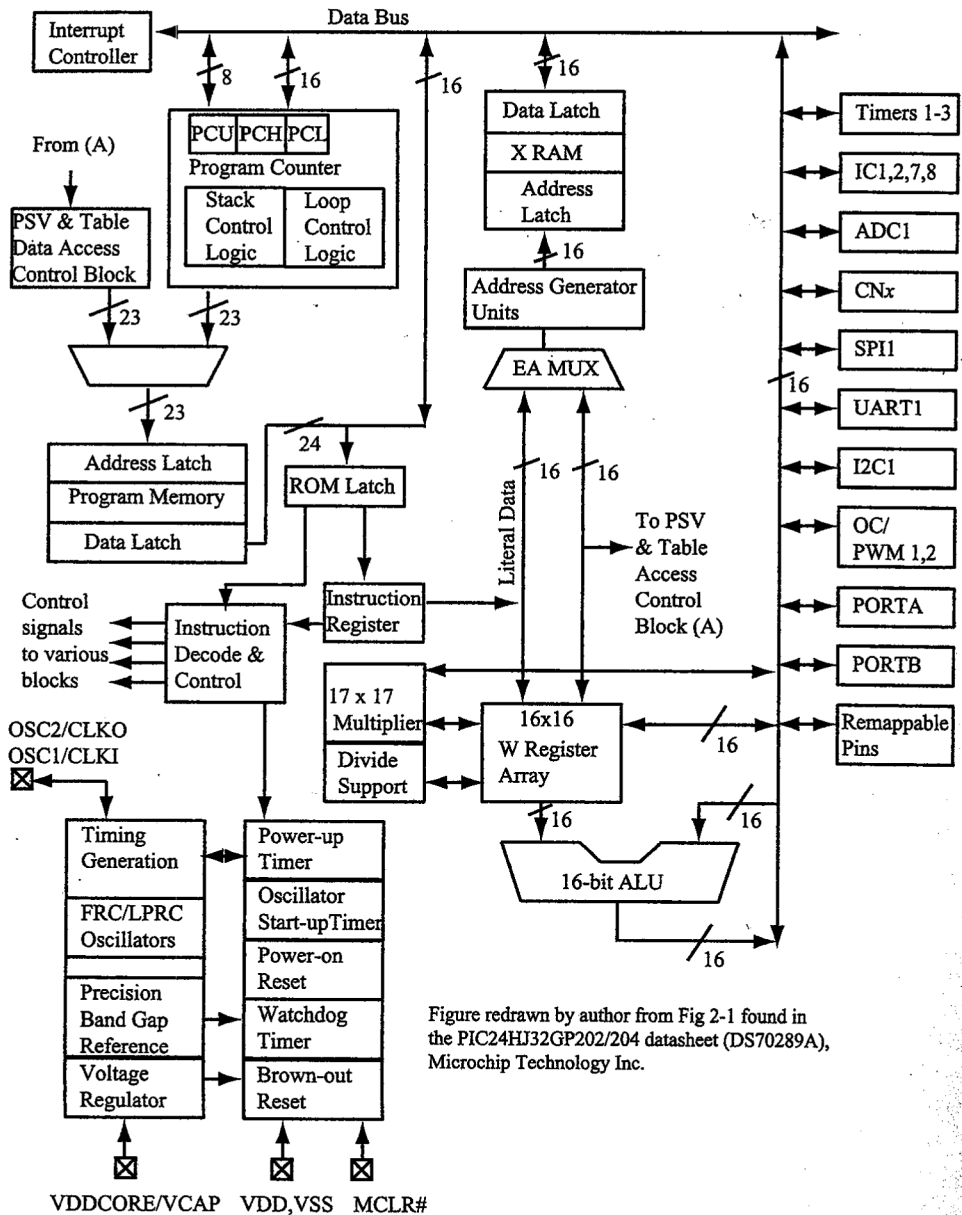 Data Bus
Interrupt
Controller
8
16
16
16
PCU PCH PCL
Program Counter
Stack
Control
Logic
Loop
Control
Logic
From (A)
PSV & Table
Data Access
Control Block
23
23
23
Address Latch
Program Memory
Data Latch
24
ROM Latch
Instruction
Register
Instruction
Decode &
Control
Control
signals
to various
blocks
Data Latch
X RAM
Address
Latch
16
Address Generator
Units
EA MUX
16
16
Literal Data
To PSV
& Table
Access
Control
Block (A)
17 x 17
Multiplier
Divide
Support
16x16
W Register
Array
16
16
16
16-bit ALU
16
16
Timers 1-3
IC1,2,7,8
ADC1
CNx
SPI1
UART1
I2C1
OC/
PWM 1,2
PORTA
PORTB
Remappable
Pins
OSC2/CLKO
OSC1/CLKI
Timing
Generation
FRC/LPRC
Oscillators
Precision
Band Gap
Reference
Voltage
Regulator
Power-up
Timer
Oscillator
Start-upTimer
Power-on
Reset
Watchdog
Timer
Brown-out
Reset
VDDCORE/VCAP
VDD,VSS
MCLR#
Figure redrawn by author from Fig 2-1 found in
the PIC24HJ32GP202/204 datasheet (DS70289A),
Microchip Technology Inc.